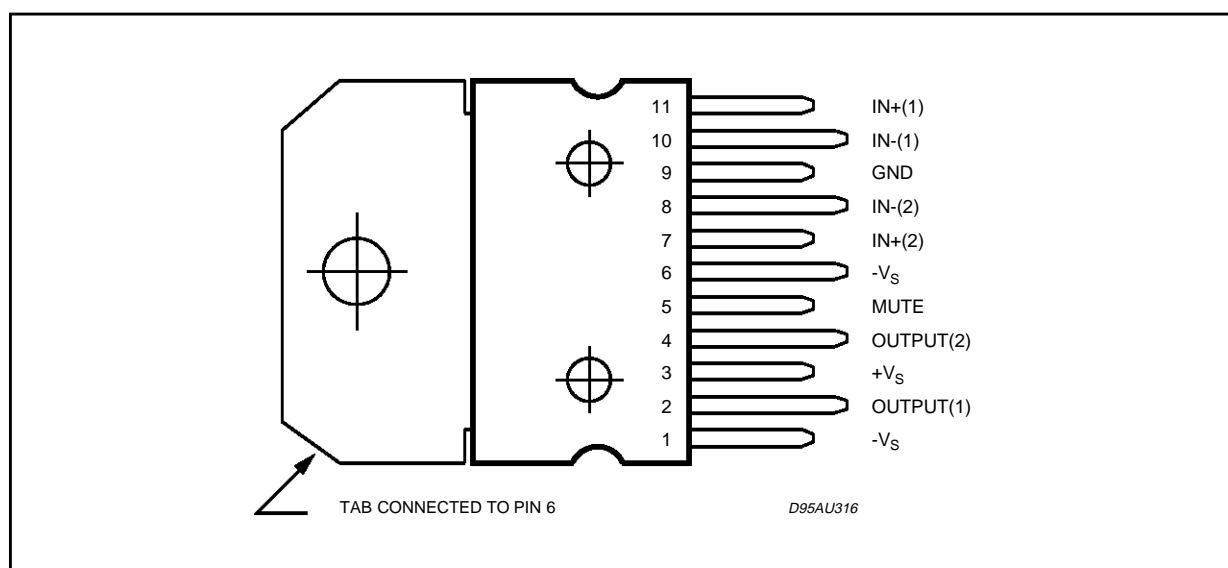 11 IN+(1)
10 IN-(1)
9 GND
8 IN-(2)
7 IN+(2)
6 -VS
5 MUTE
4 OUTPUT(2)
3 +VS
2 OUTPUT(1)
1 -VS
TAB CONNECTED TO PIN 6
D95AU316